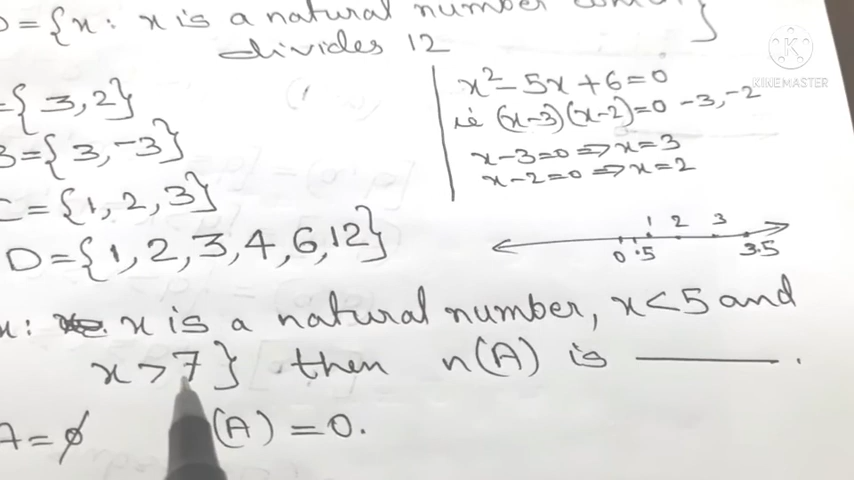 D={x: x is a natural number
divides 12 }
={3,2}
B={3,-3}
C={1,2,3}
D={1,2,3,4,6,12}
x²-5x+6=0
ie (x-3)(x-2)=0 -3,-2
x-3=0⇒x=3
x-2=0⇒x=2
1 2 3
0 .5 3.5
x: x is a natural number, x<5 and
x>7} then n(A) is ______.
A=ϕ (A)=0.
KINEMASTER